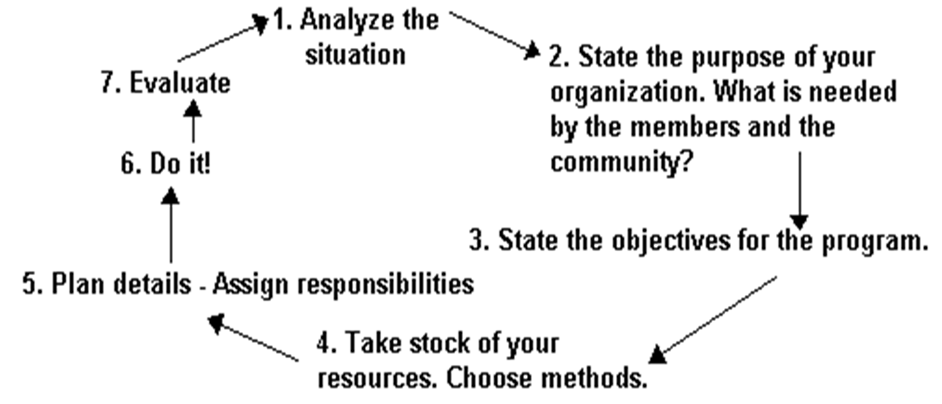 1. Analyze the
situation
2. State the purpose of your
organization. What is needed
by the members and the
community?
3. State the objectives for the program.
4. Take stock of your
resources. Choose methods.
5. Plan details - Assign responsibilities
6. Do it!
7. Evaluate